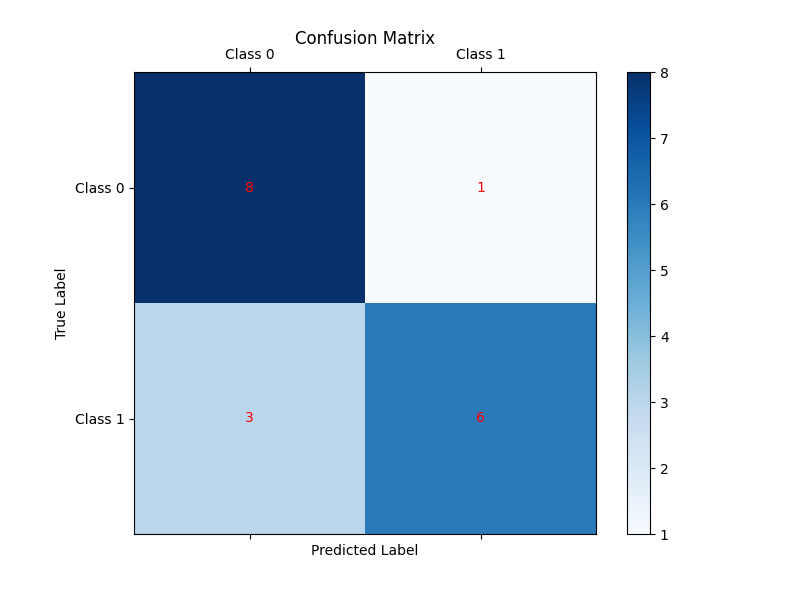 Confusion Matrix
Class 0 Class 1
8
7
6
5
4
3
2
1
Class 0 8 1
True Label
Class 1 3 6
Predicted Label